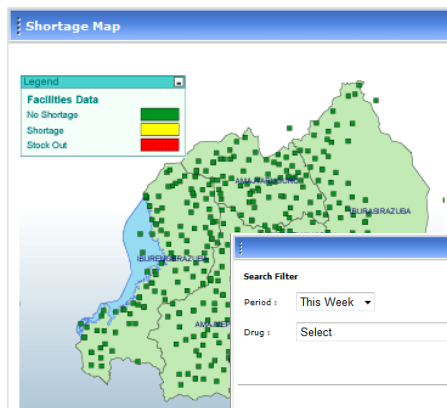 Shortage Map
Legend
Facilities Data
No Shortage
Shortage
Stock Out
IBURASIRAZUBA
IBURENGERAZUBA
Search Filter
Period :
This Week
Drug :
Select